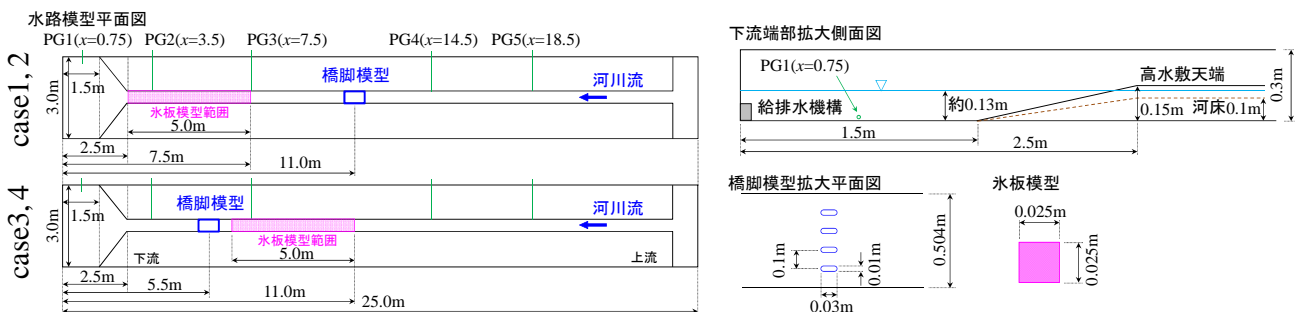 水路模型平面図
PG1(x=0.75)
PG2(x=3.5)
PG3(x=7.5)
PG4(x=14.5)
PG5(x=18.5)
case1, 2
3.0m
1.5m
橋脚模型
河川流
氷板模型範囲
5.0m
2.5m
7.5m
11.0m
case3, 4
3.0m
1.5m
橋脚模型
河川流
氷板模型範囲
下流
5.0m
上流
2.5m
5.5m
11.0m
25.0m
下流端部拡大側面図
PG1(x=0.75)
高水敷天端
給排水機構
約0.13m
0.15m
河床0.1m
0.3m
1.5m
2.5m
橋脚模型拡大平面図
0.1m
0.01m
0.03m
0.504m
氷板模型
0.025m
0.025m